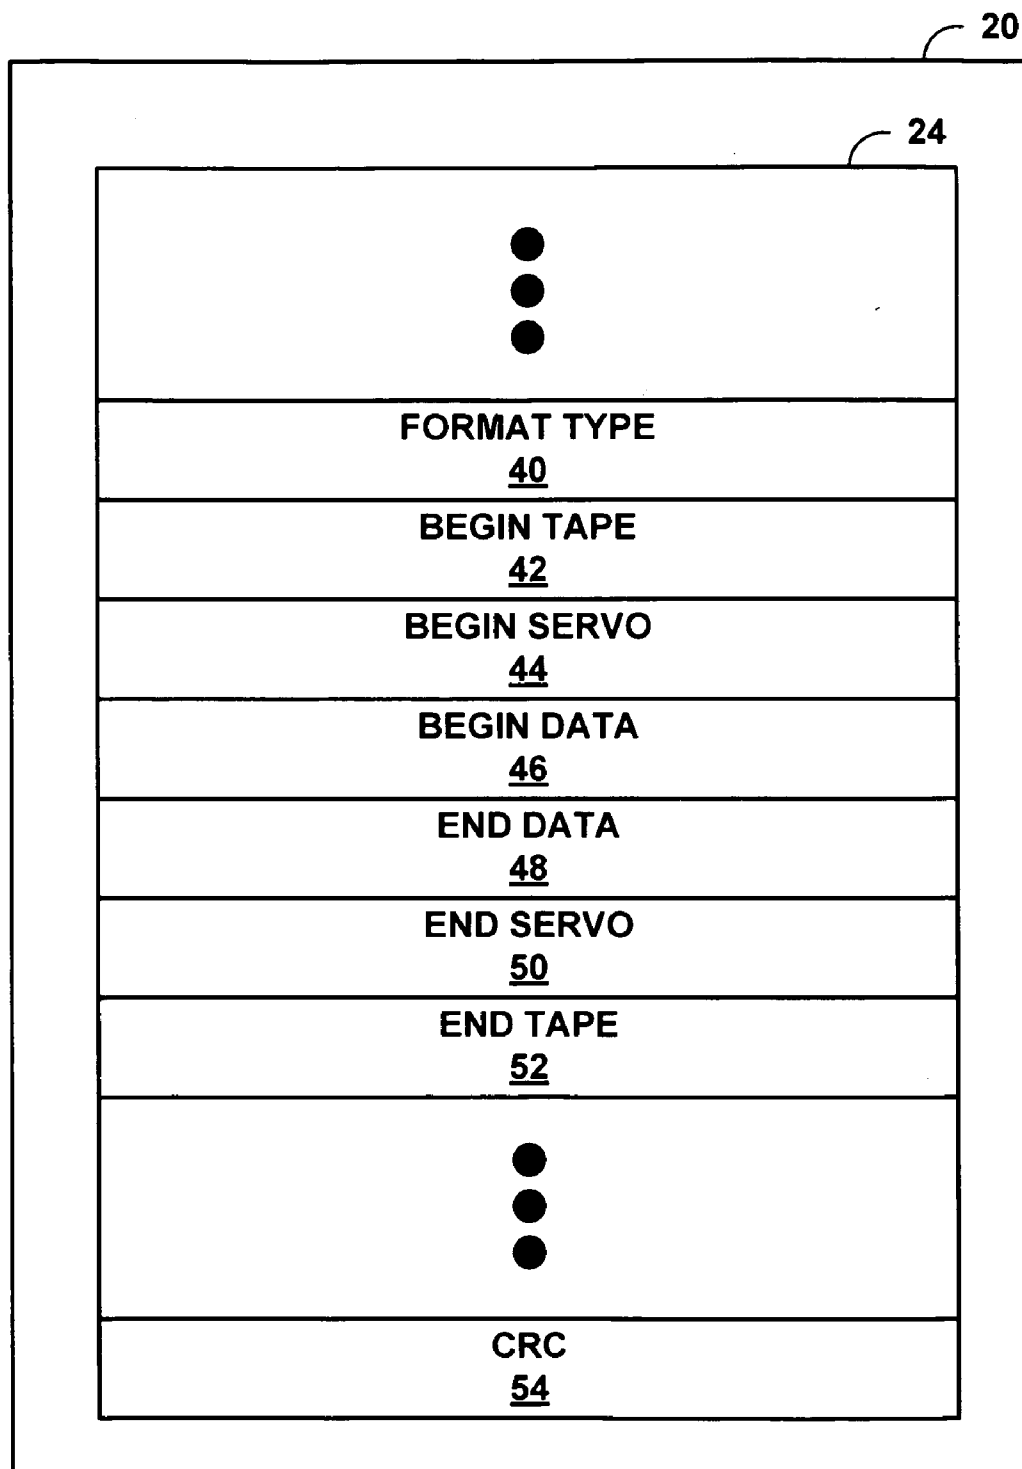 20
24
FORMAT TYPE
40
BEGIN TAPE
42
BEGIN SERVO
44
BEGIN DATA
46
END DATA
48
END SERVO
50
END TAPE
52
CRC
54